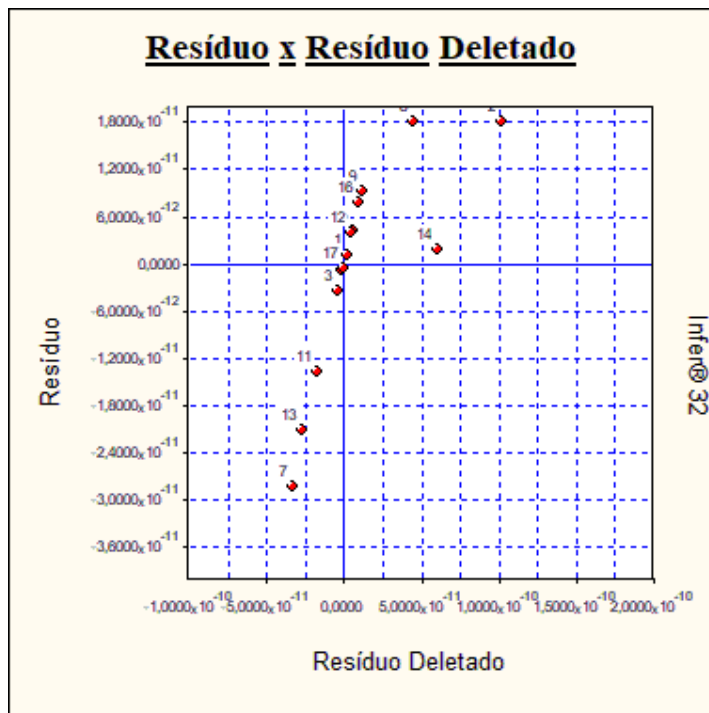 Resíduo x Resíduo Deletado
1,8000x10^-11
1,2000x10^-11
6,0000x10^-12
0,0000
-6,0000x10^-12
-1,2000x10^-11
-1,8000x10^-11
-2,4000x10^-11
-3,0000x10^-11
-3,6000x10^-11
Resíduo
9
16
12
1
17
3
14
11
13
7
Infer® 32
-1,0000x10^-10 -5,0000x10^-11 0,0000 5,0000x10^-11 1,0000x10^-10 1,5000x10^-10 2,0000x10^-10
Resíduo Deletado